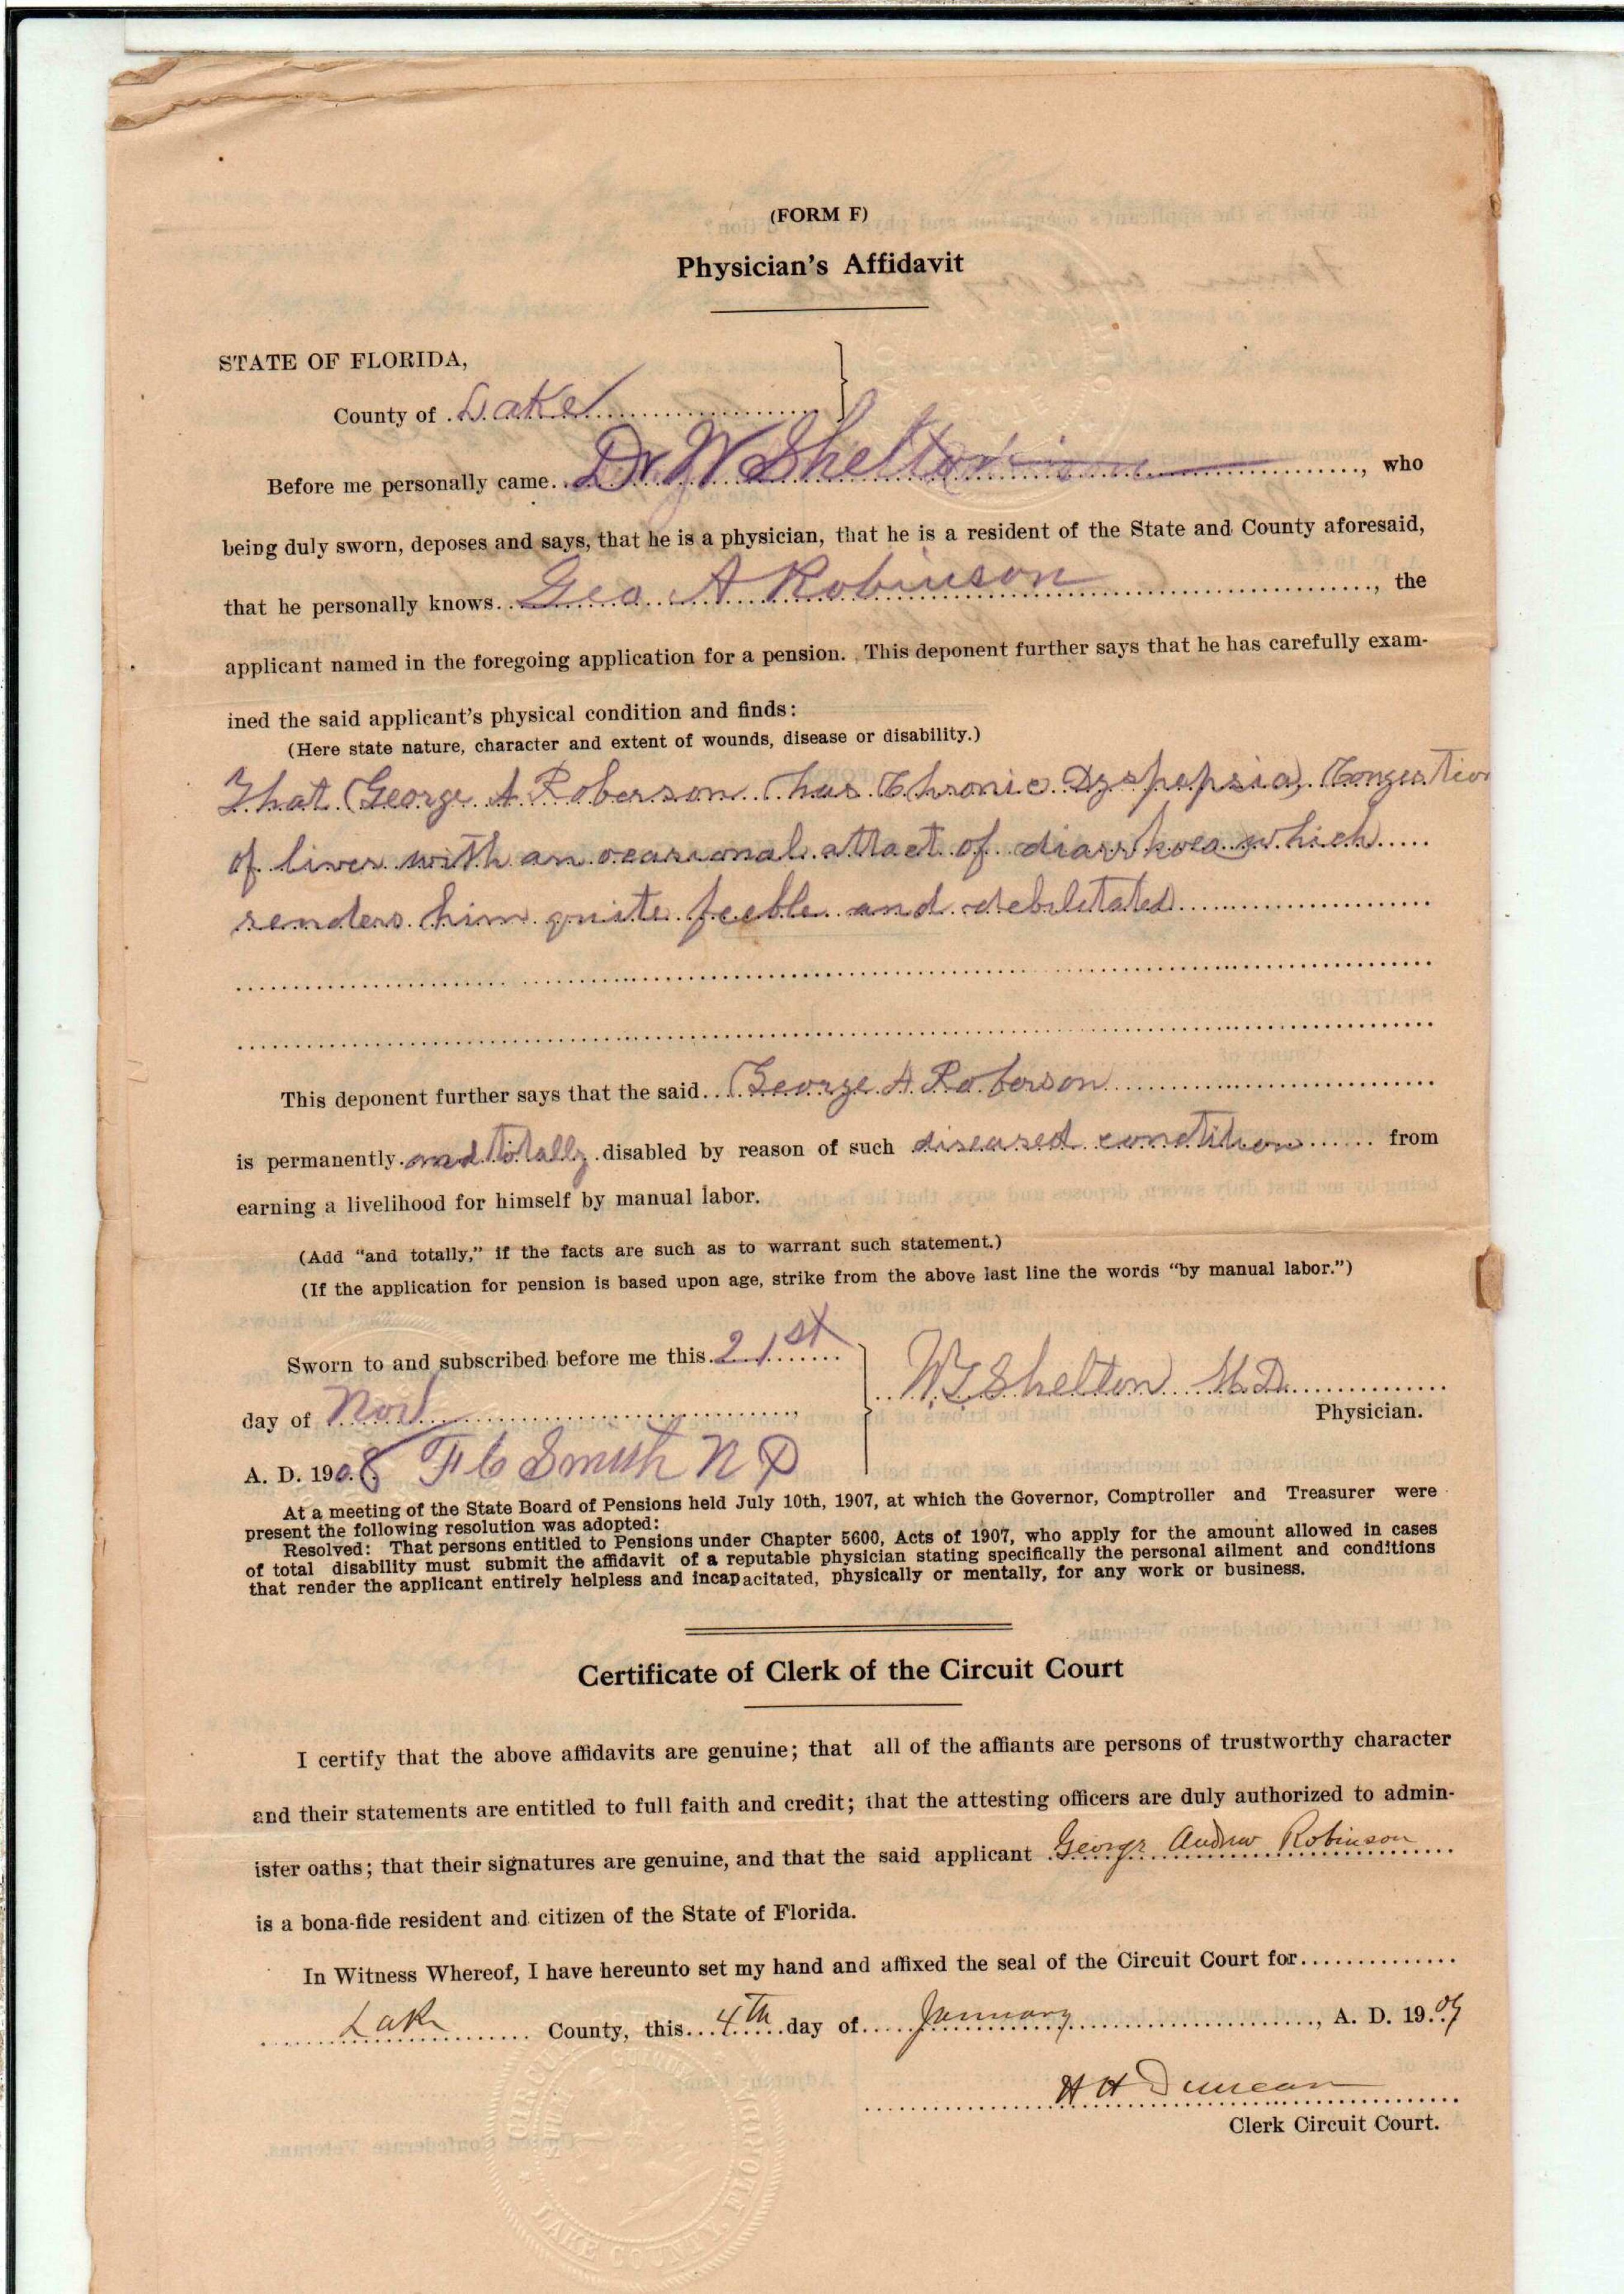 (FORM F)
Physician's Affidavit
STATE OF FLORIDA,
County of Lake
Before me personally came Dr W Shelton, who
being duly sworn, deposes and says, that he is a physician, that he is a resident of the State and County aforesaid,
that he personally knows Geo A Robinson, the
applicant named in the foregoing application for a pension. This deponent further says that he has carefully exam-
ined the said applicant's physical condition and finds:
(Here state nature, character and extent of wounds, disease or disability.)
That George A Roberson has Chronic Dyspepsia, Congestion
of liver with an ocasional attact of diarrhoea which
renders him quite feeble and debilitated
This deponent further says that the said George A Roberson
is permanently and totally disabled by reason of such diseased condition from
earning a livelihood for himself by manual labor.
(Add "and totally," if the facts are such as to warrant such statement.)
(If the application for pension is based upon age, strike from the above last line the words "by manual labor.")
Sworn to and subscribed before me this 21st
day of Nov
W Shelton M.D.
Physician.
A. D. 1908 F C Smith N P
At a meeting of the State Board of Pensions held July 10th, 1907, at which the Governor, Comptroller and Treasurer were
present the following resolution was adopted:
Resolved: That persons entitled to Pensions under Chapter 5600, Acts of 1907, who apply for the amount allowed in cases
of total disability must submit the affidavit of a reputable physician stating specifically the personal ailment and conditions
that render the applicant entirely helpless and incapacitated, physically or mentally, for any work or business.
Certificate of Clerk of the Circuit Court
I certify that the above affidavits are genuine; that all of the affiants are persons of trustworthy character
and their statements are entitled to full faith and credit; that the attesting officers are duly authorized to admin-
ister oaths; that their signatures are genuine, and that the said applicant George Andrew Robinson
is a bona-fide resident and citizen of the State of Florida.
In Witness Whereof, I have hereunto set my hand and affixed the seal of the Circuit Court for
Lake County, this 4th day of January, A. D. 1909
H H Duncan
Clerk Circuit Court.
LAKE COUNTY, FLORIDA